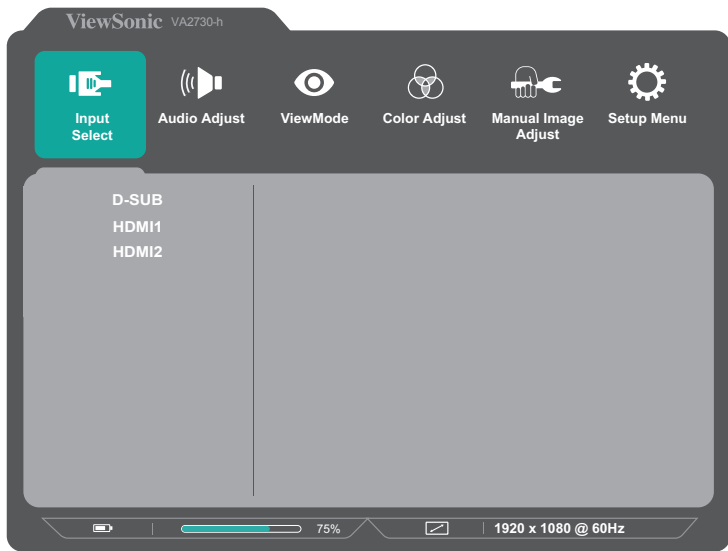 ViewSonic VA2730-h
Input
Select
Audio Adjust
ViewMode
Color Adjust
Manual Image
Adjust
Setup Menu
D-SUB
HDMI1
HDMI2
75%
1920 x 1080 @ 60Hz